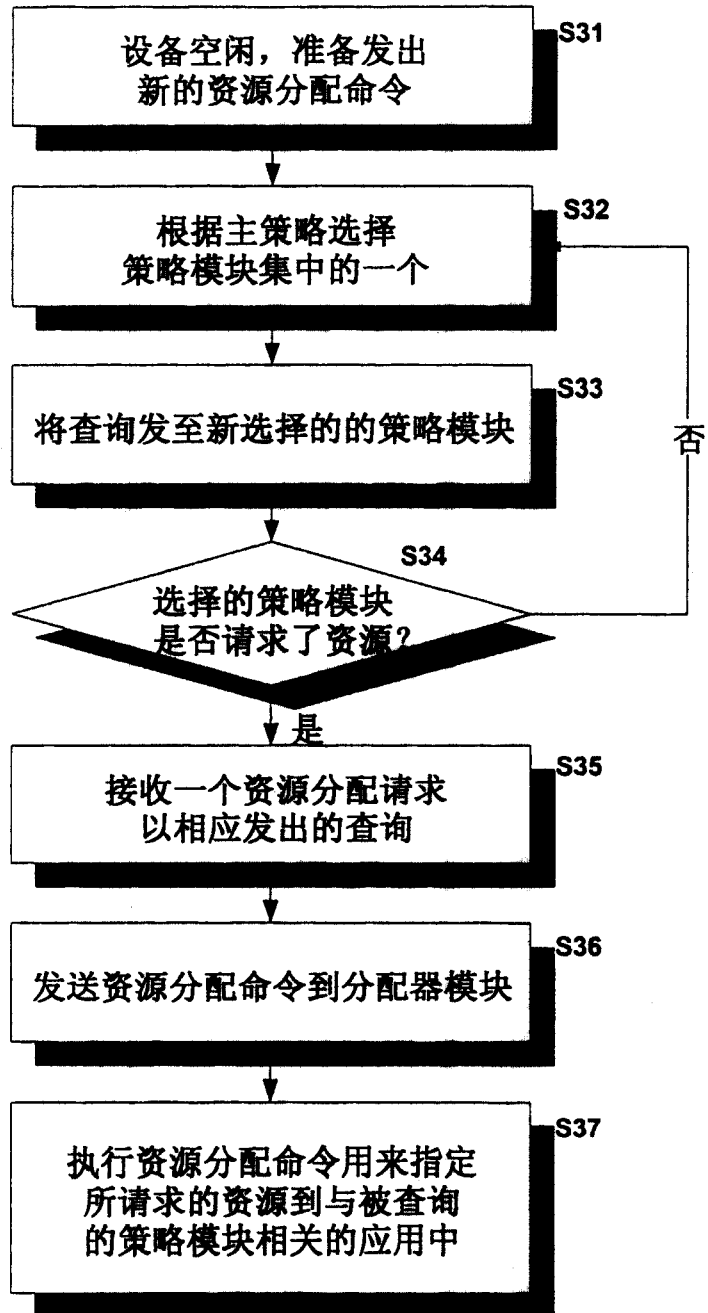 S31
设备空闲，准备发出
新的资源分配命令
S32
根据主策略选择
策略模块集中的一个
S33
将查询发至新选择的的策略模块
否
S34
选择的策略模块
是否请求了资源？
是
S35
接收一个资源分配请求
以相应发出的查询
S36
发送资源分配命令到分配器模块
S37
执行资源分配命令用来指定
所请求的资源到与被查询
的策略模块相关的应用中